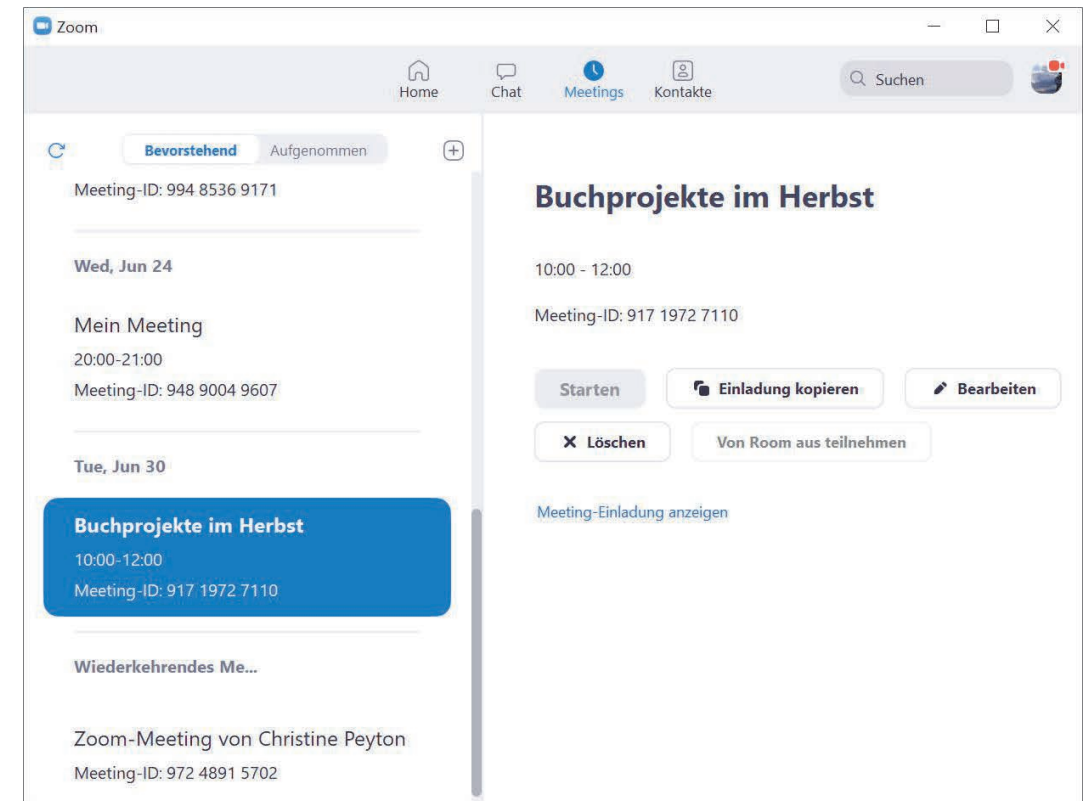 Zoom
Home
Chat
Meetings
Kontakte
Suchen
Bevorstehend
Aufgenommen
Meeting-ID: 994 8536 9171
Wed, Jun 24
Mein Meeting
20:00-21:00
Meeting-ID: 948 9004 9607
Tue, Jun 30
Buchprojekte im Herbst
10:00-12:00
Meeting-ID: 917 1972 7110
Wiederkehrendes Me...
Zoom-Meeting von Christine Peyton
Meeting-ID: 972 4891 5702
Buchprojekte im Herbst
10:00 - 12:00
Meeting-ID: 917 1972 7110
Starten
Einladung kopieren
Bearbeiten
Löschen
Von Room aus teilnehmen
Meeting-Einladung anzeigen